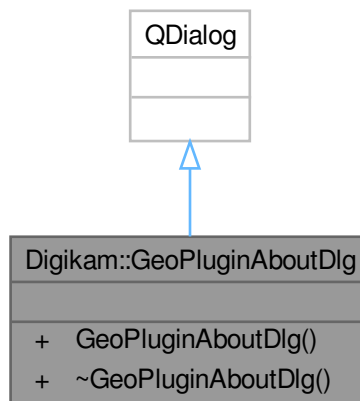 QDialog
Digikam::GeoPluginAboutDlg
+ GeoPluginAboutDlg()
+ ~GeoPluginAboutDlg()